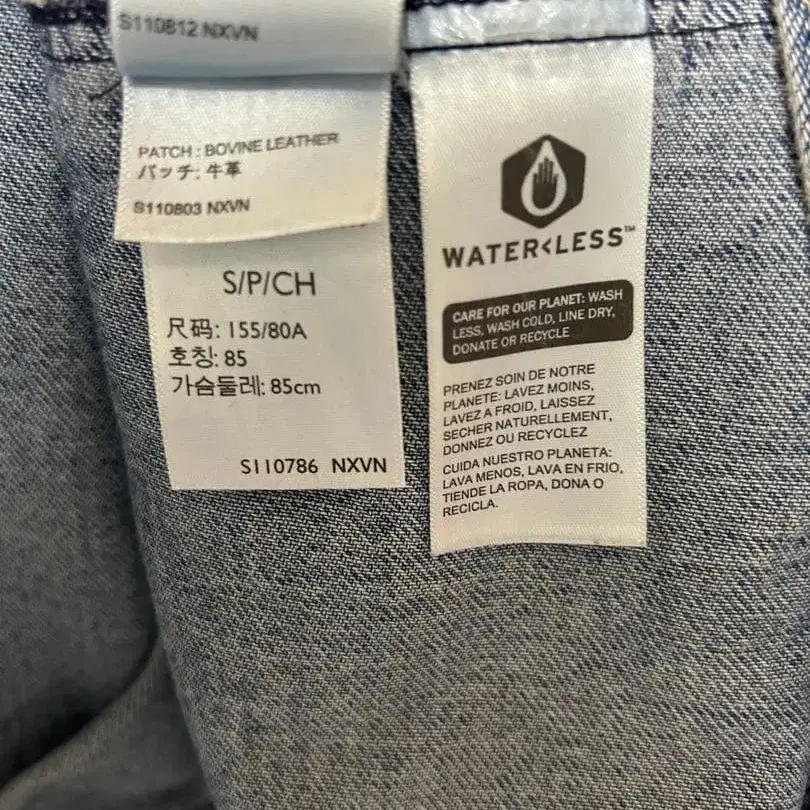 S110812 NXVN
PATCH : BOVINE LEATHER
パッチ: 牛革
S110803 NXVN
S/P/CH
尺码: 155/80A
호칭: 85
가슴둘레: 85cm
S110786 NXVN
WATER<LESS™
CARE FOR OUR PLANET: WASH
LESS, WASH COLD, LINE DRY,
DONATE OR RECYCLE
PRENEZ SOIN DE NOTRE
PLANETE: LAVEZ MOINS,
LAVEZ A FROID, LAISSEZ
SECHER NATURELLEMENT,
DONNEZ OU RECYCLEZ
CUIDA NUESTRO PLANETA:
LAVA MENOS, LAVA EN FRIO,
TIENDE LA ROPA, DONA O
RECICLA.